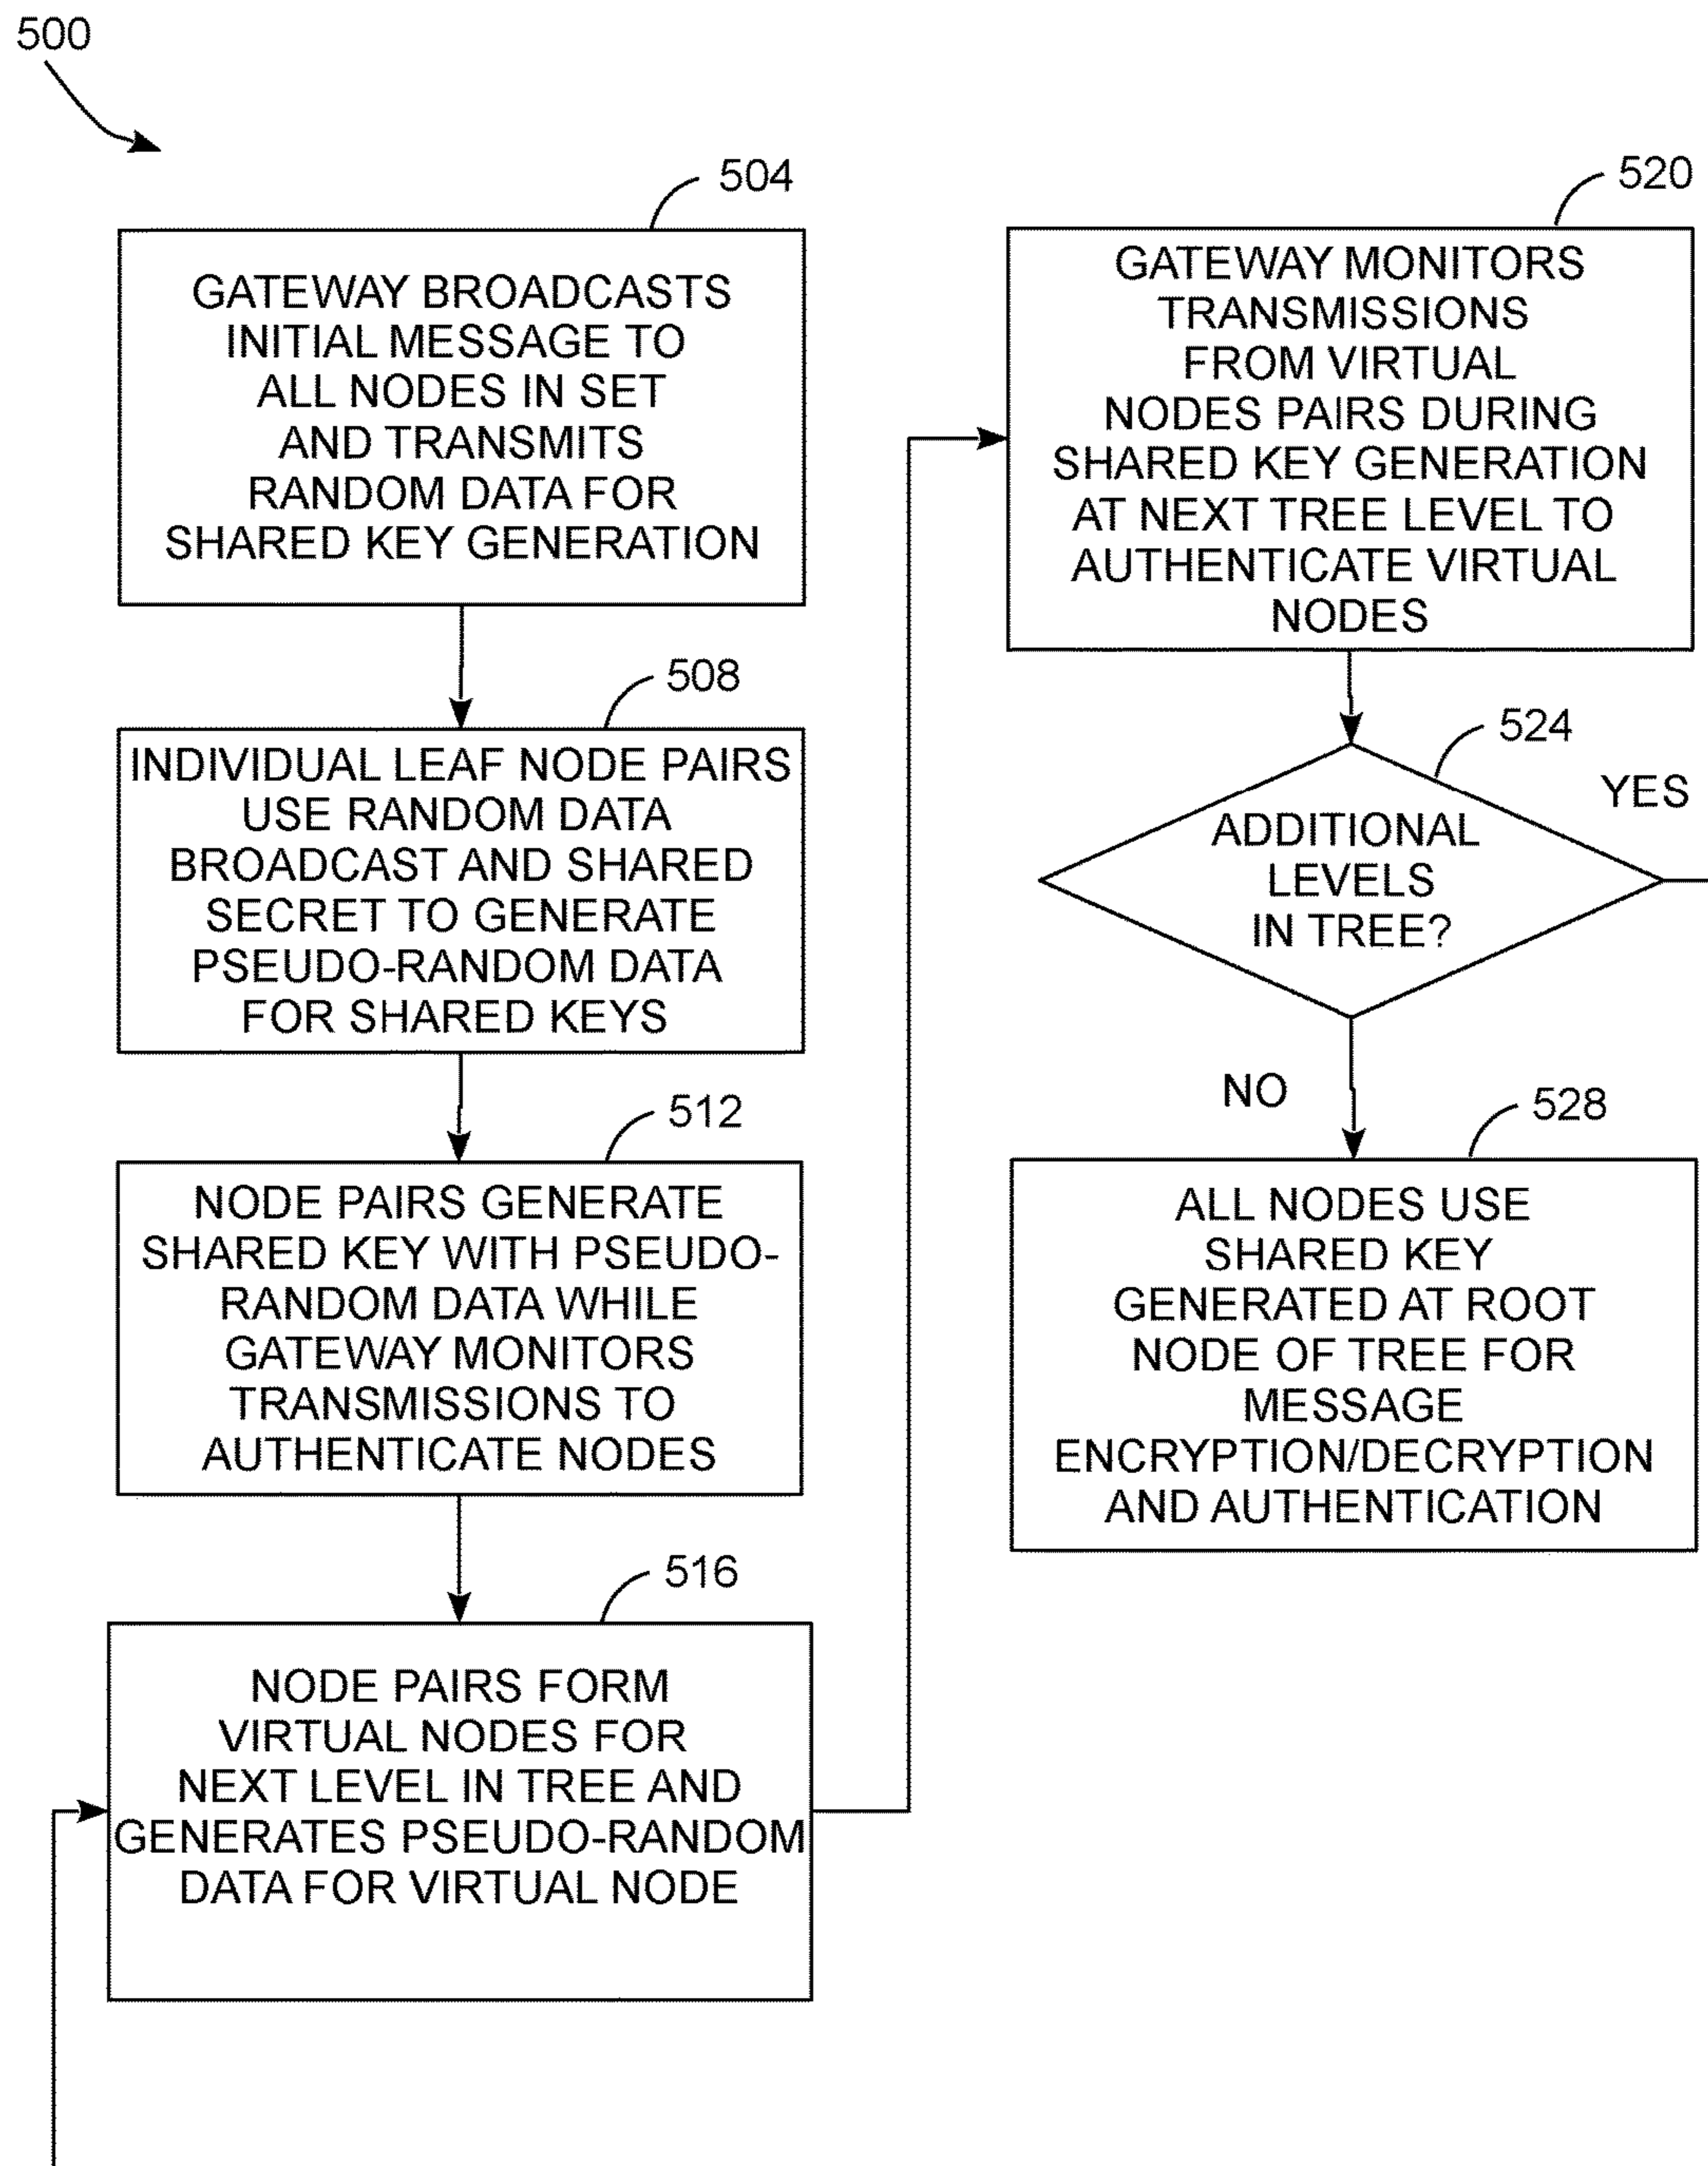 500
504
GATEWAY BROADCASTS
INITIAL MESSAGE TO
ALL NODES IN SET
AND TRANSMITS
RANDOM DATA FOR
SHARED KEY GENERATION
508
INDIVIDUAL LEAF NODE PAIRS
USE RANDOM DATA
BROADCAST AND SHARED
SECRET TO GENERATE
PSEUDO-RANDOM DATA
FOR SHARED KEYS
512
NODE PAIRS GENERATE
SHARED KEY WITH PSEUDO-
RANDOM DATA WHILE
GATEWAY MONITORS
TRANSMISSIONS TO
AUTHENTICATE NODES
516
NODE PAIRS FORM
VIRTUAL NODES FOR
NEXT LEVEL IN TREE AND
GENERATES PSEUDO-RANDOM
DATA FOR VIRTUAL NODE
520
GATEWAY MONITORS
TRANSMISSIONS
FROM VIRTUAL
NODES PAIRS DURING
SHARED KEY GENERATION
AT NEXT TREE LEVEL TO
AUTHENTICATE VIRTUAL
NODES
524
YES
ADDITIONAL
LEVELS
IN TREE?
NO
528
ALL NODES USE
SHARED KEY
GENERATED AT ROOT
NODE OF TREE FOR
MESSAGE
ENCRYPTION/DECRYPTION
AND AUTHENTICATION